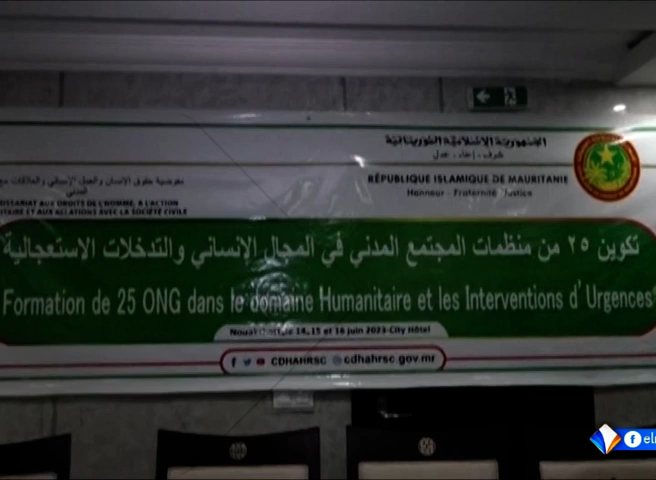 الجمهورية الإسلامية الموريتانية
شرف - إخاء - عدل
RÉPUBLIQUE ISLAMIQUE DE MAURITANIE
Honneur - Fraternité - Justice
مفوضية حقوق الإنسان والعمل الإنساني والعلاقات مع
المدني
AUX DROITS DE L'HOMME, A L'ACTION
ET AUX RELATIONS AVEC LA SOCIÉTÉ CIVILE
تكوين ٢٥ من منظمات المجتمع المدني في المجال الإنساني والتدخلات الاستعجالية
Formation de 25 ONG dans le domaine Humanitaire et les Interventions d'Urgences
le 14, 15 et 16 juin 2023-City Hôtel
CDHAHRSC cdhahrsc.gov.mr